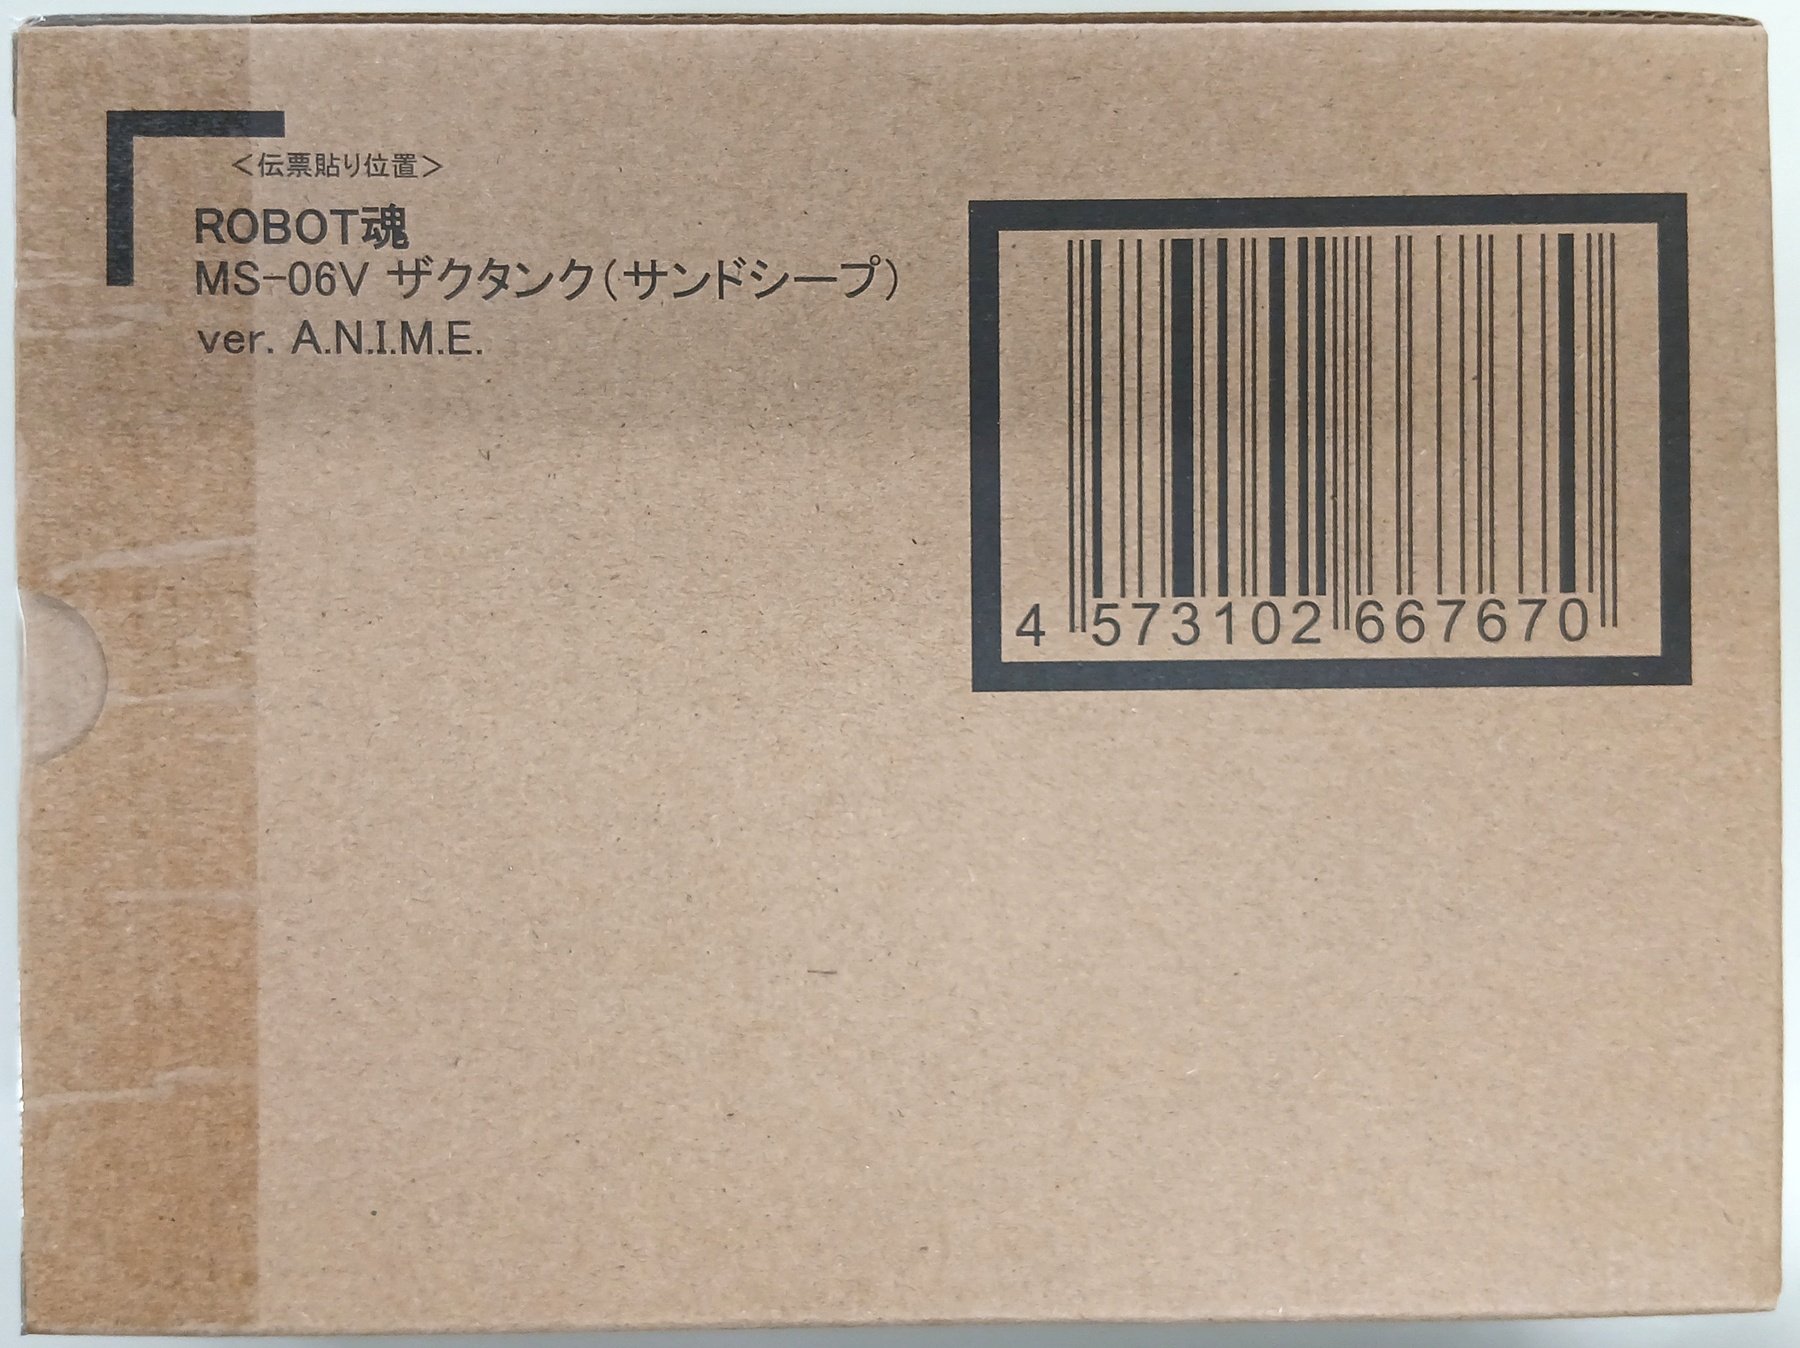 ＜伝票貼り位置＞
ROBOT魂
MS-06V ザクタンク（サンドシープ）
ver. A.N.I.M.E.
4 573102 667670